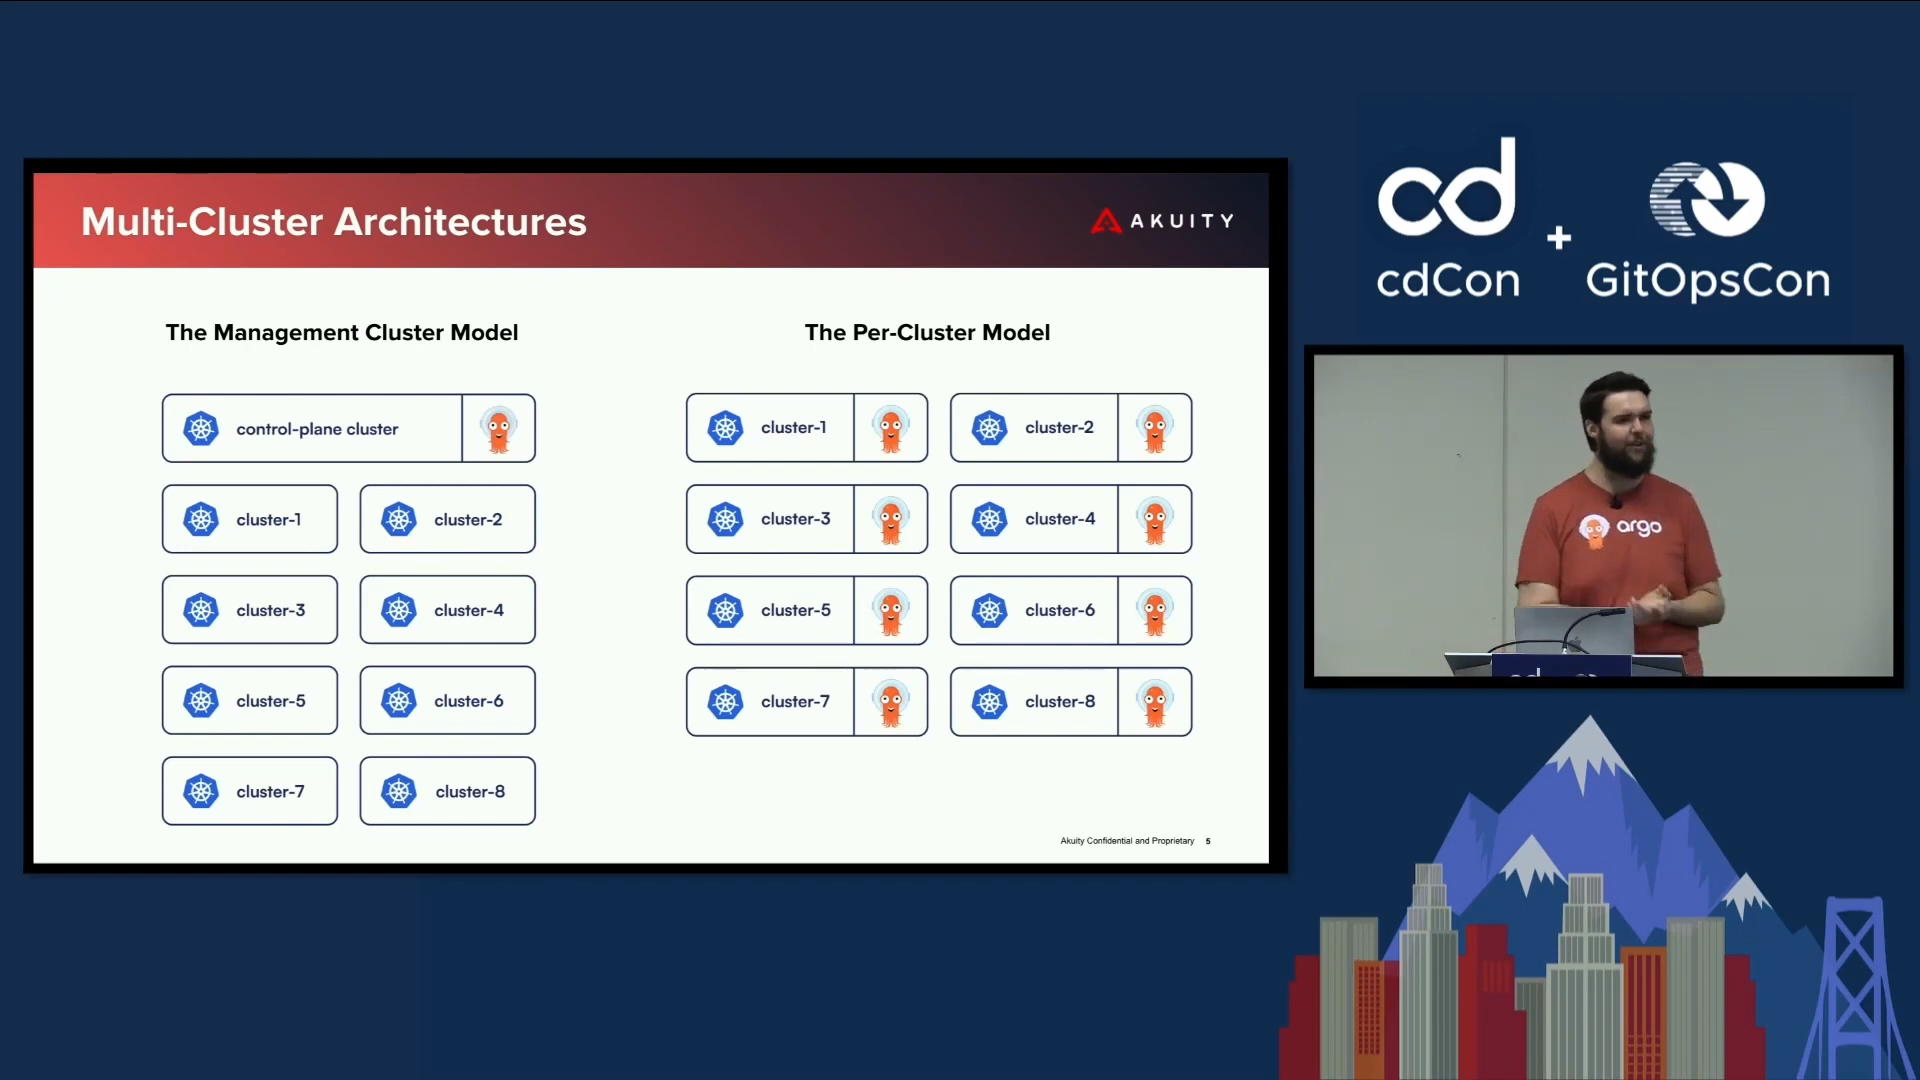 Multi-Cluster Architectures
AKUITY
The Management Cluster Model
control-plane cluster
cluster-1
cluster-2
cluster-3
cluster-4
cluster-5
cluster-6
cluster-7
cluster-8
The Per-Cluster Model
cluster-1
cluster-2
cluster-3
cluster-4
cluster-5
cluster-6
cluster-7
cluster-8
Akuity Confidential and Proprietary 5
cd
+
cdCon
GitOpsCon
argo